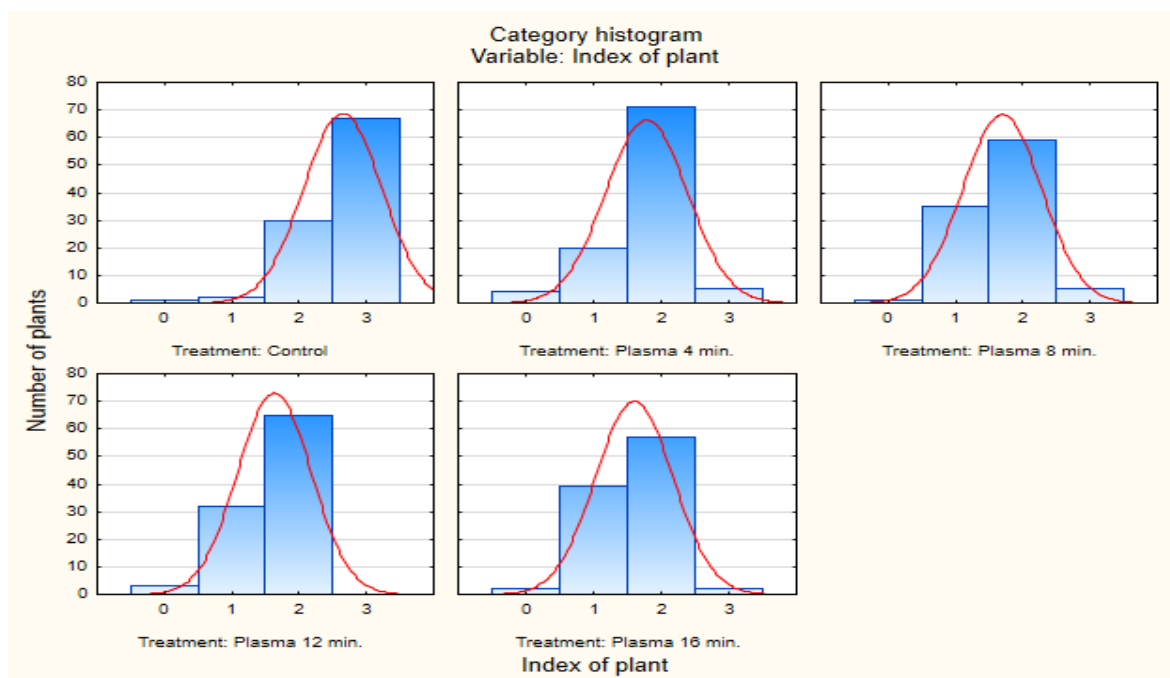 Category histogram
Variable: Index of plant
Number of plants
80
70
60
50
40
30
20
10
0
0 1 2 3
0 1 2 3
0 1 2 3
Treatment: Control
Treatment: Plasma 4 min.
Treatment: Plasma 8 min.
80
70
60
50
40
30
20
10
0
0 1 2 3
0 1 2 3
Treatment: Plasma 12 min.
Treatment: Plasma 16 min.
Index of plant